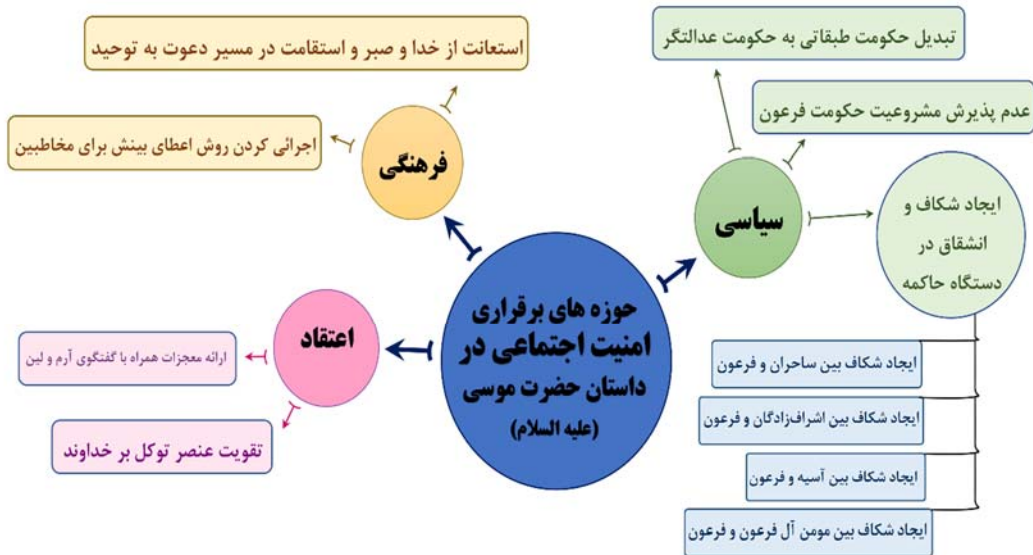 حوزه های برقراری
امنیت اجتماعی در
داستان حضرت موسی
(علیه السلام)
سیاسی
تبدیل حکومت طبقاتی به حکومت عدالتگر
عدم پذیرش مشروعیت حکومت فرعون
ایجاد شکاف و
انشقاق در
دستگاه حاکمه
ایجاد شکاف بین ساحران و فرعون
ایجاد شکاف بین اشراف‌زادگان و فرعون
ایجاد شکاف بین آسیه و فرعون
ایجاد شکاف بین مومن آل فرعون و فرعون
فرهنگی
استعانت از خدا و صبر و استقامت در مسیر دعوت به توحید
اجرائی کردن روش اعطای بینش برای مخاطبین
اعتقاد
ارائه معجزات همراه با گفتگوی آرم و لین
تقویت عنصر توکل بر خداوند